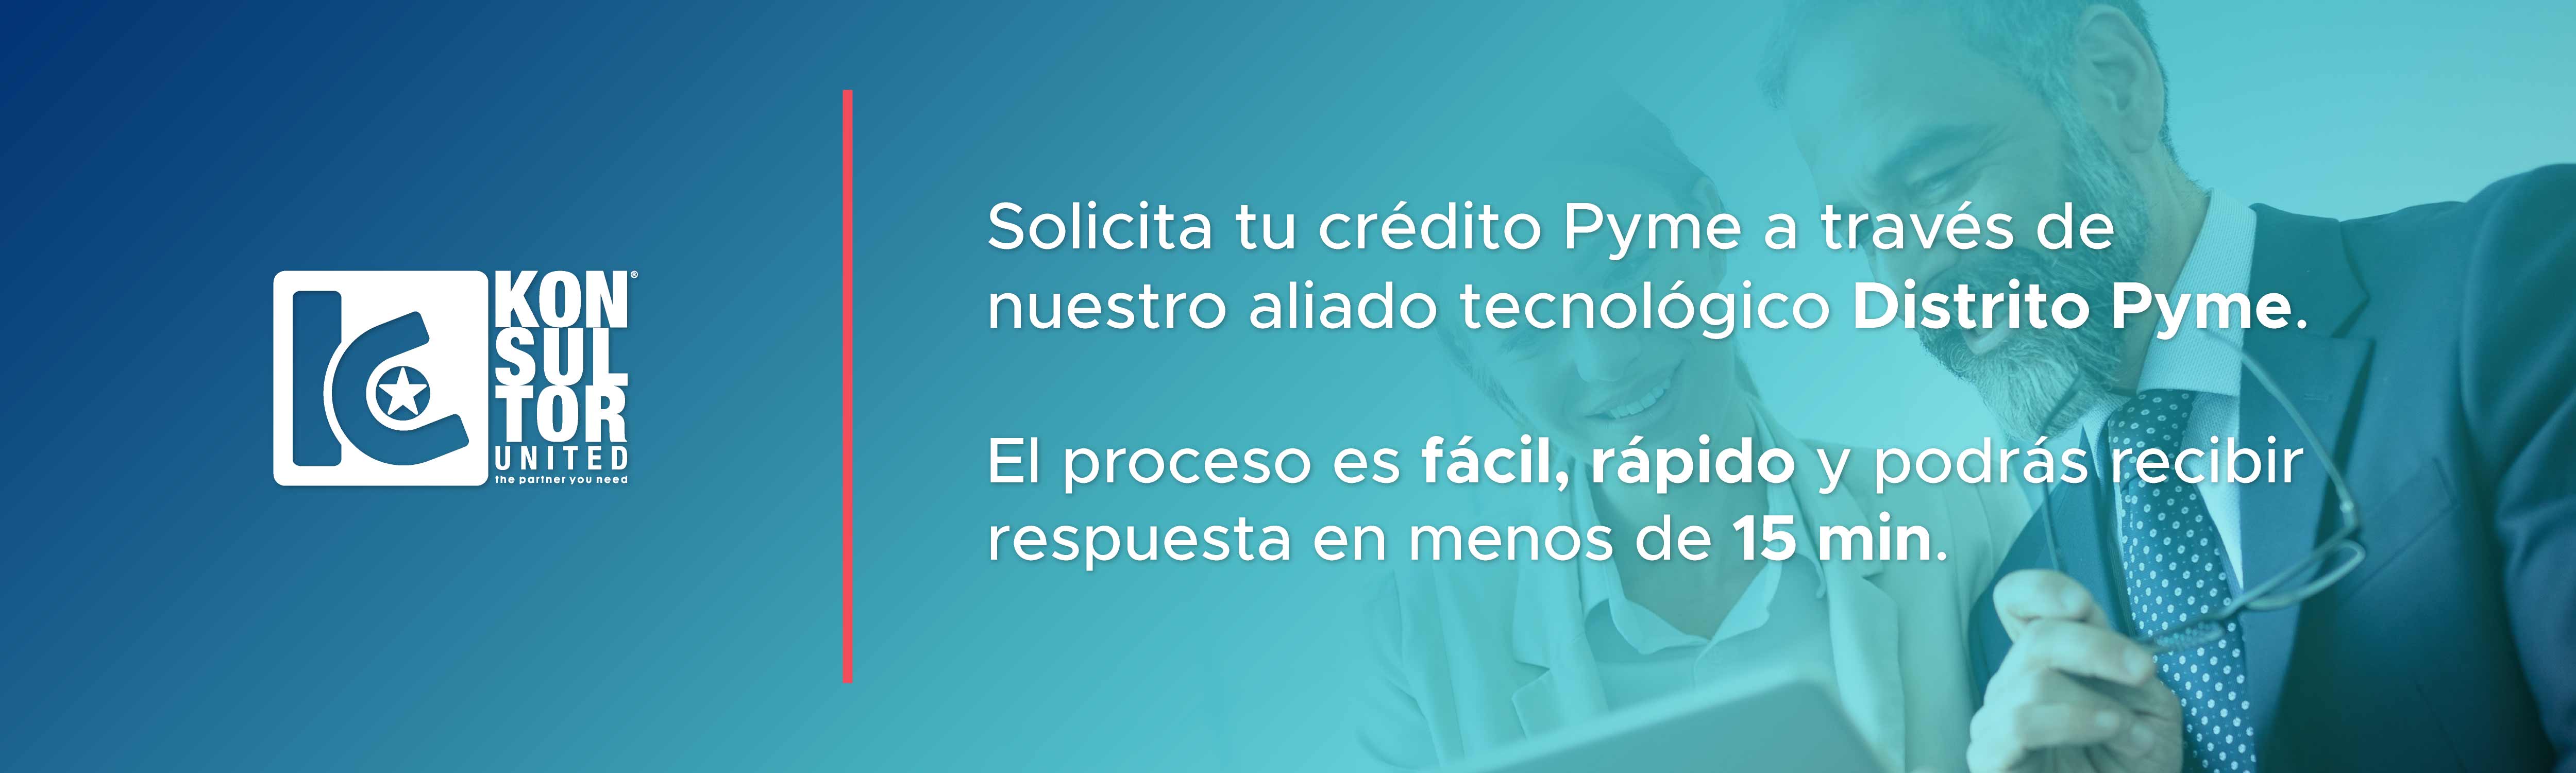 KON®
SUL
TOR
UNITED
the partner you need
Solicita tu crédito Pyme a través de
nuestro aliado tecnológico Distrito Pyme.
El proceso es fácil, rápido y podrás recibir
respuesta en menos de 15 min.